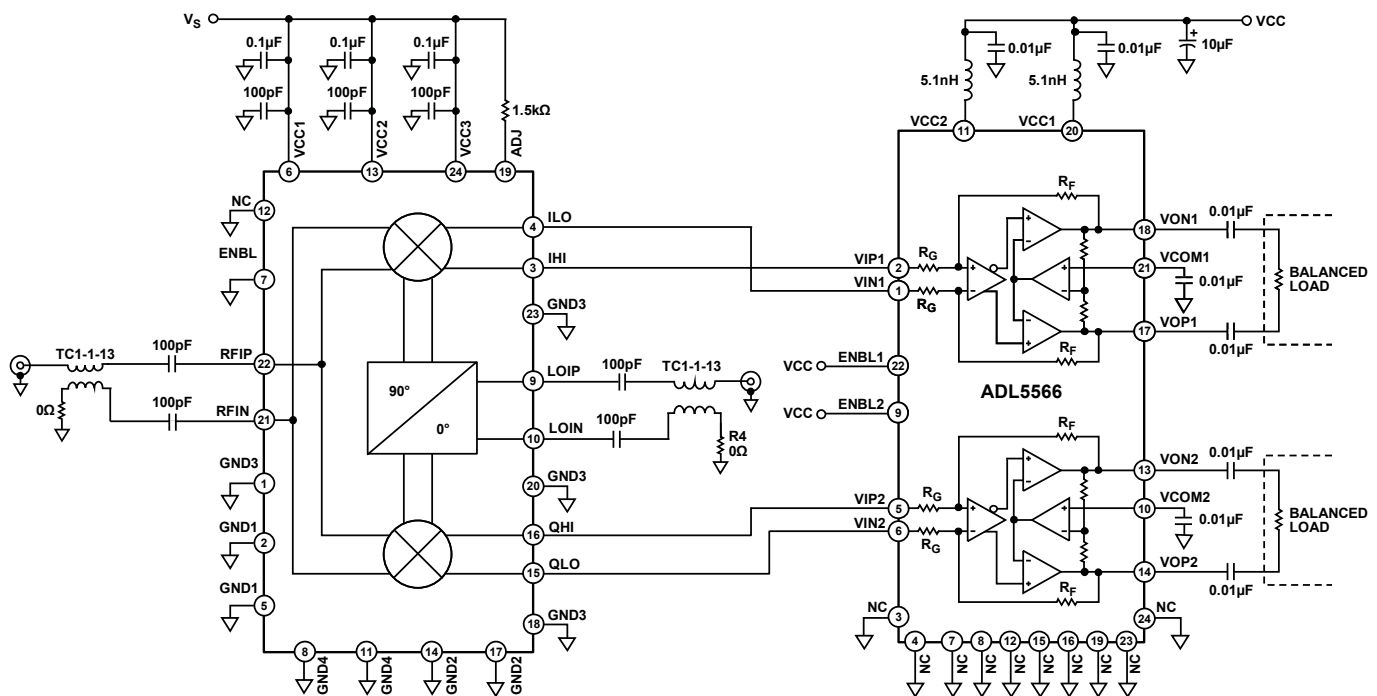 VS
VCC
0.1µF
0.1µF
0.1µF
0.01µF
0.01µF
10µF
+
100pF
100pF
100pF
1.5kΩ
5.1nH
5.1nH
VCC1
VCC2
VCC3
ADJ
VCC2
VCC1
6
13
24
19
11
20
NC
12
ENBL
7
4
ILO
3
IHI
23
GND3
VIP1
2
VIN1
1
RG
RG
RF
RF
+
−
+
−
+
−
−
+
18
VON1
21
VCOM1
17
VOP1
0.01µF
0.01µF
0.01µF
BALANCED
LOAD
TC1-1-13
100pF
RFIP
22
0Ω
100pF
RFIN
21
90°
0°
9
LOIP
100pF
TC1-1-13
10
LOIN
100pF
R4
0Ω
20
GND3
VCC
ENBL1
22
VCC
ENBL2
9
ADL5566
GND3
1
GND1
2
GND1
5
16
QHI
15
QLO
18
GND3
VIP2
5
VIN2
6
RG
RG
RF
RF
+
−
+
−
+
−
−
+
13
VON2
10
VCOM2
14
VOP2
0.01µF
0.01µF
0.01µF
BALANCED
LOAD
8
11
14
17
GND4
GND4
GND2
GND2
NC
3
24
NC
4
7
8
12
15
16
19
23
NC
NC
NC
NC
NC
NC
NC
NC